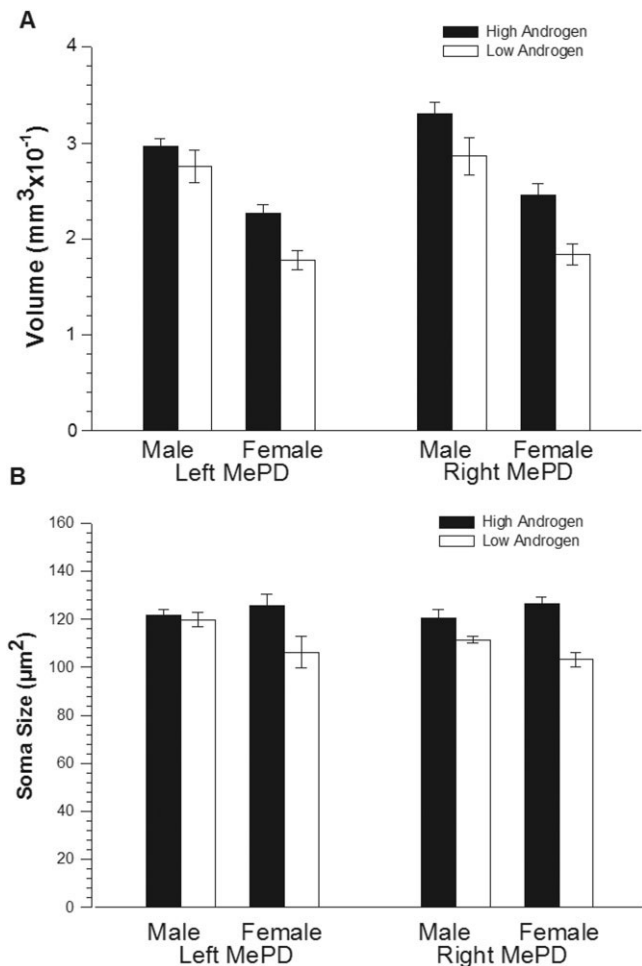 A
High Androgen
Low Androgen
4
3
2
1
0
Volume (mm³x10⁻¹)
Male Female Male Female
Left MePD Right MePD
B
High Androgen
Low Androgen
160
140
120
100
80
60
40
20
0
Soma Size (µm²)
Male Female Male Female
Left MePD Right MePD